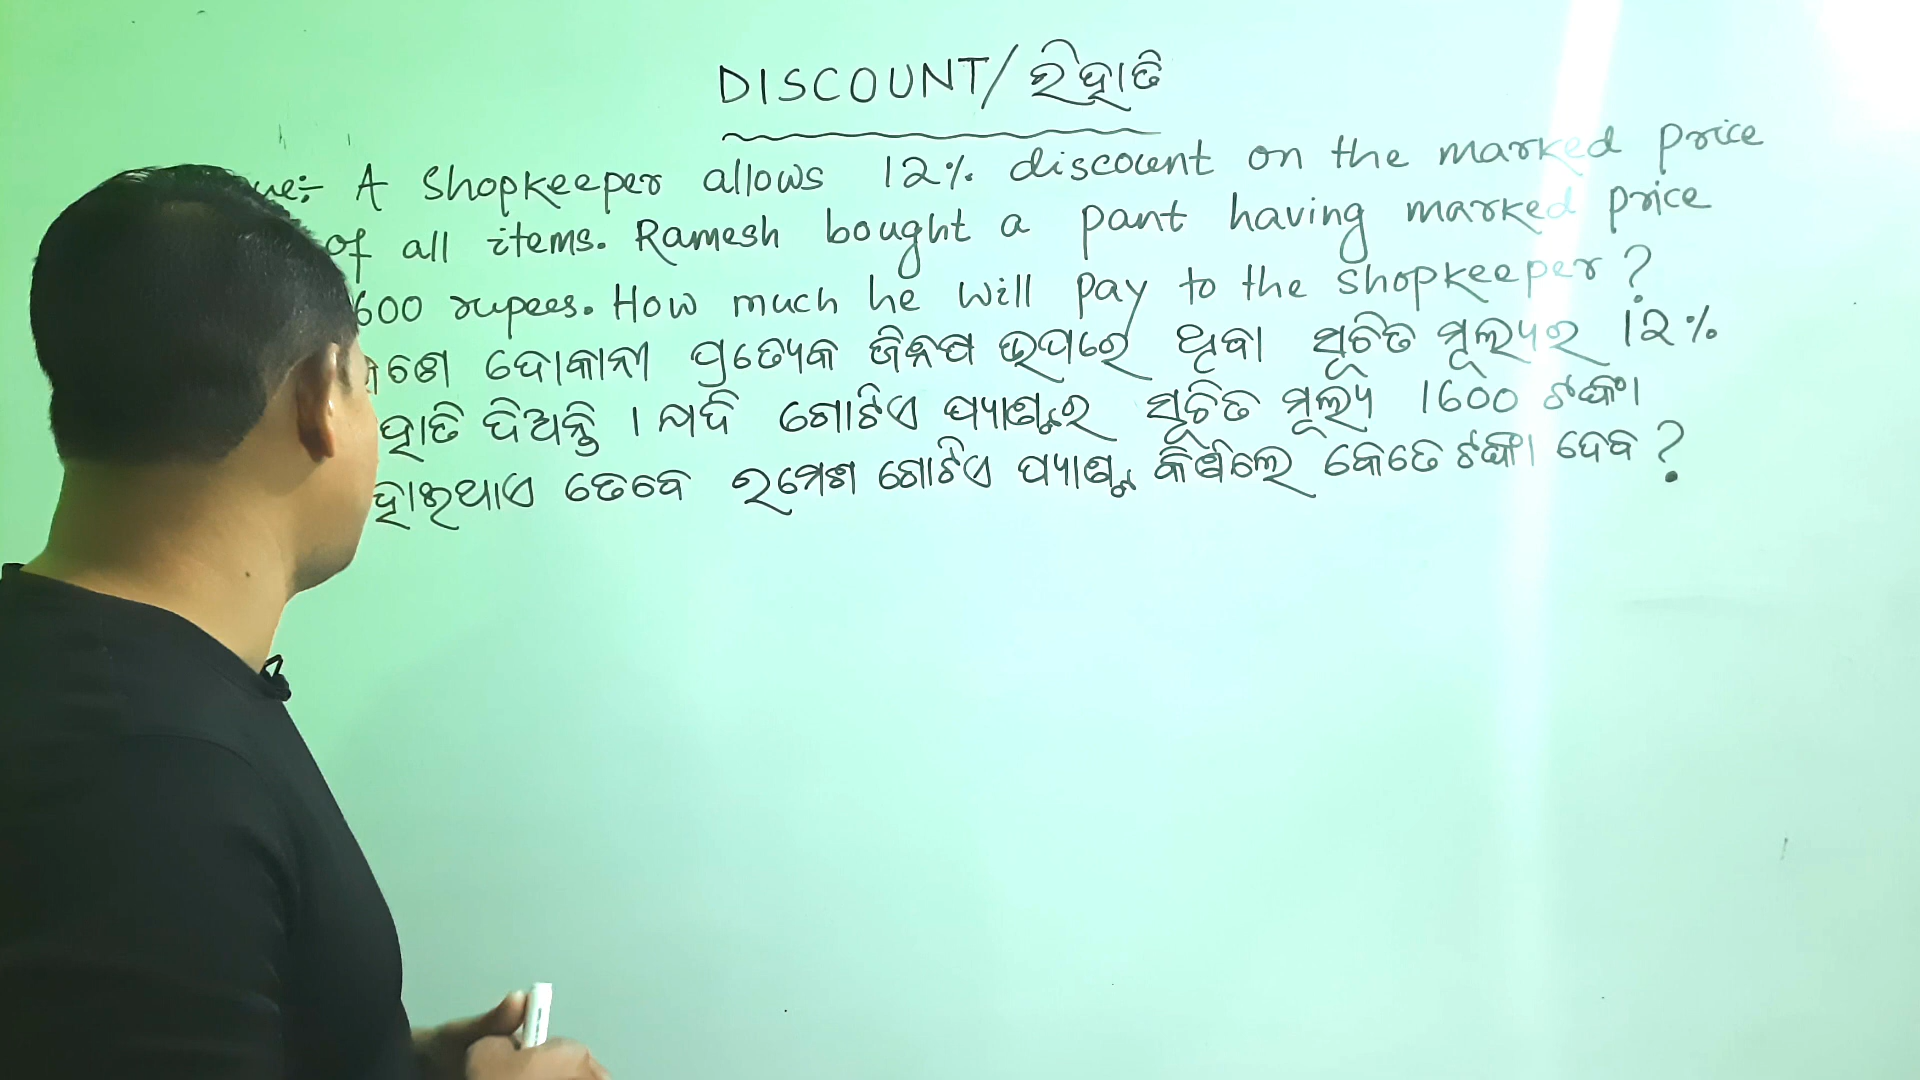 DISCOUNT/ରିହାତି
A Shopkeeper allows 12% discount on the marked price
of all items. Ramesh bought a pant having marked price
600 rupees. How much he will pay to the shopkeeper?
ଦୋକାନୀ ପ୍ରତ୍ୟେକ ଜିନିଷ ଉପରେ ଥିବା ସୂଚିତ ମୂଲ୍ୟର 12%
ହାତି ଦିଅନ୍ତି । ଯଦି ଗୋଟିଏ ପ୍ୟାଣ୍ଟର ସୂଚିତ ମୂଲ୍ୟ 1600 ଟଙ୍କା
ହୋଇଥାଏ ତେବେ ରମେଶ ଗୋଟିଏ ପ୍ୟାଣ୍ଟ କିଣିଲେ କେତେ ଟଙ୍କା ଦେବ ?